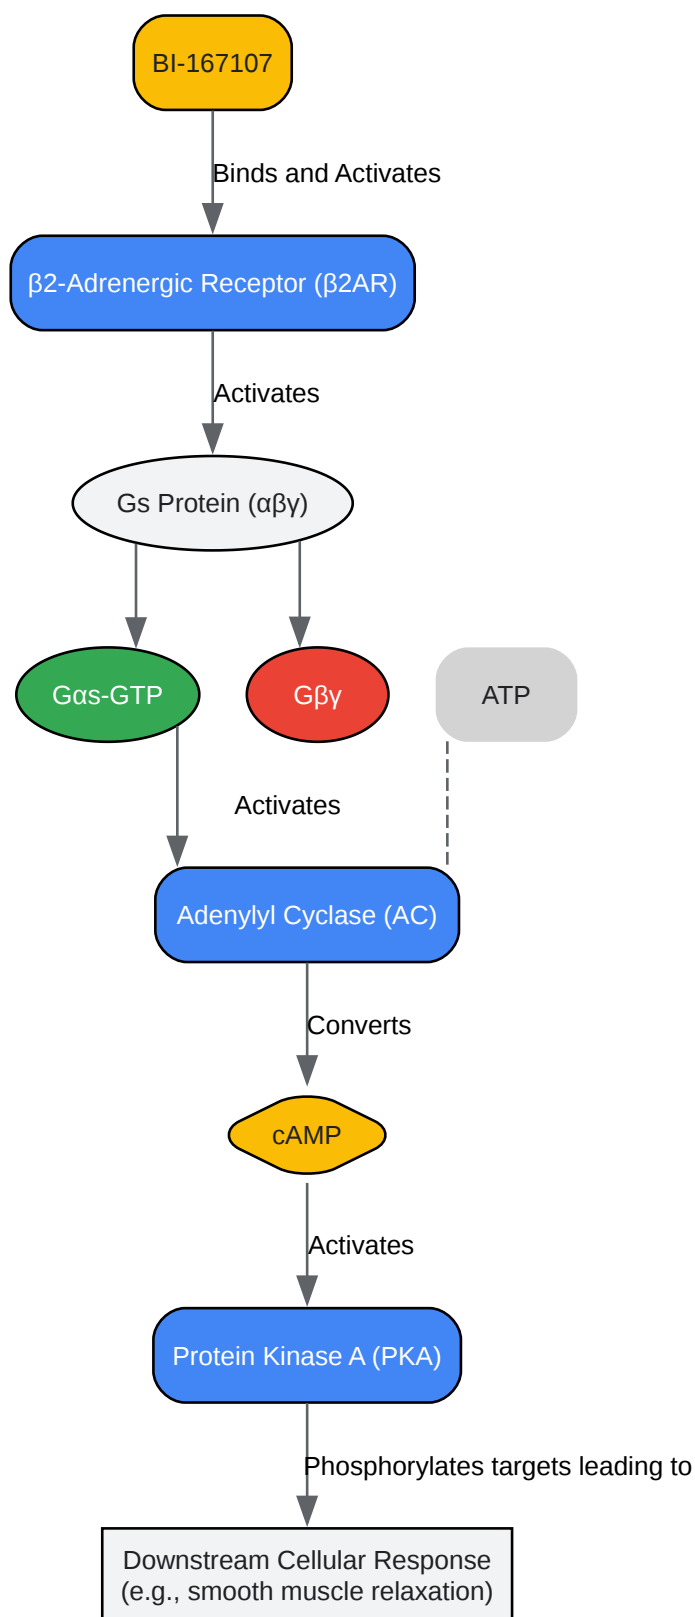 BI-167107
Binds and Activates
β2-Adrenergic Receptor (β2AR)
Activates
Gs Protein (αβγ)
Gαs-GTP
Gβγ
ATP
Activates
Adenylyl Cyclase (AC)
Converts
cAMP
Activates
Protein Kinase A (PKA)
Phosphorylates targets leading to
Downstream Cellular Response
(e.g., smooth muscle relaxation)